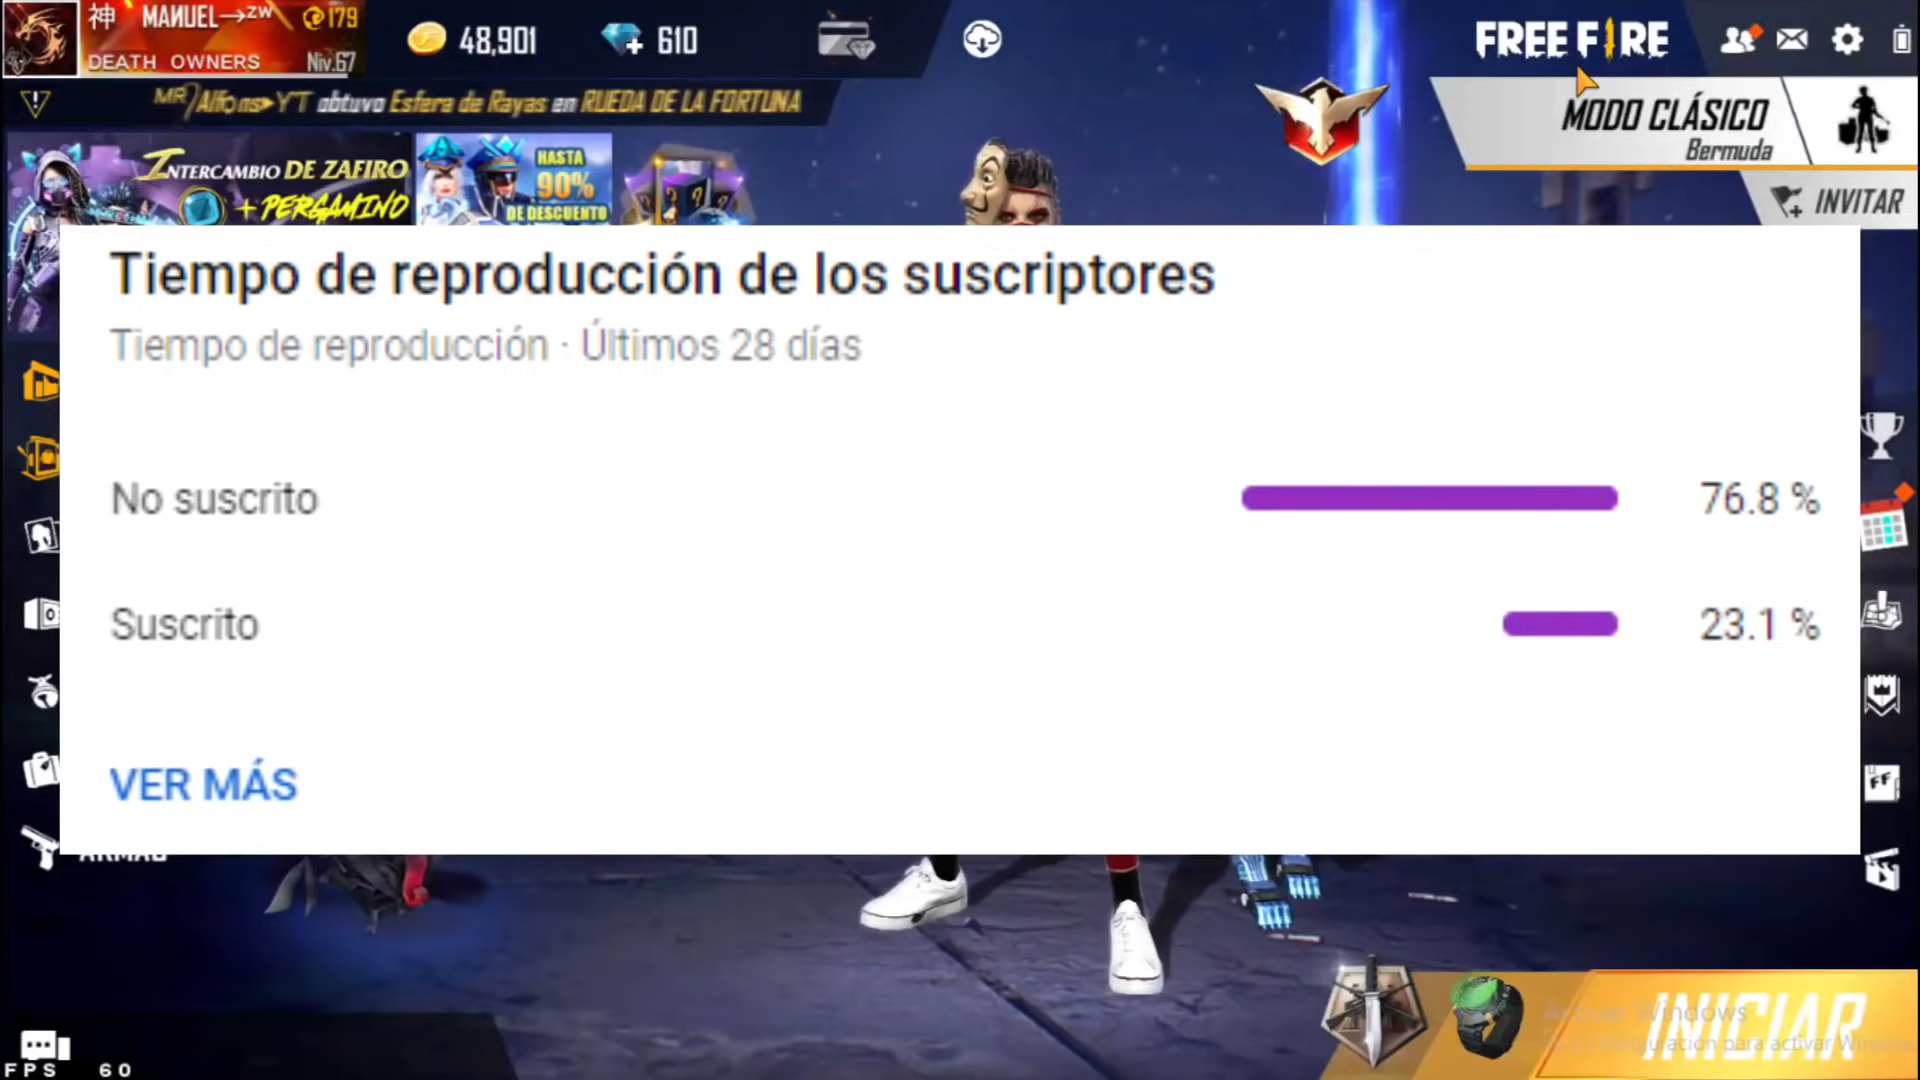 神 MANUEL→ZW 179
DEATH OWNERS Niv.67
48,901
610
FREE FIRE
MODO CLÁSICO
Bermuda
INVITAR
MR Alfons►YT obtuvo Esfera de Rayas en RUEDA DE LA FORTUNA
INTERCAMBIO DE ZAFIRO
+ PERGAMINO
HASTA
90%
DE DESCUENTO
Tiempo de reproducción de los suscriptores
Tiempo de reproducción · Últimos 28 días
No suscrito 76.8 %
Suscrito 23.1 %
VER MÁS
FF
ARMAS
INICIAR
FPS 60